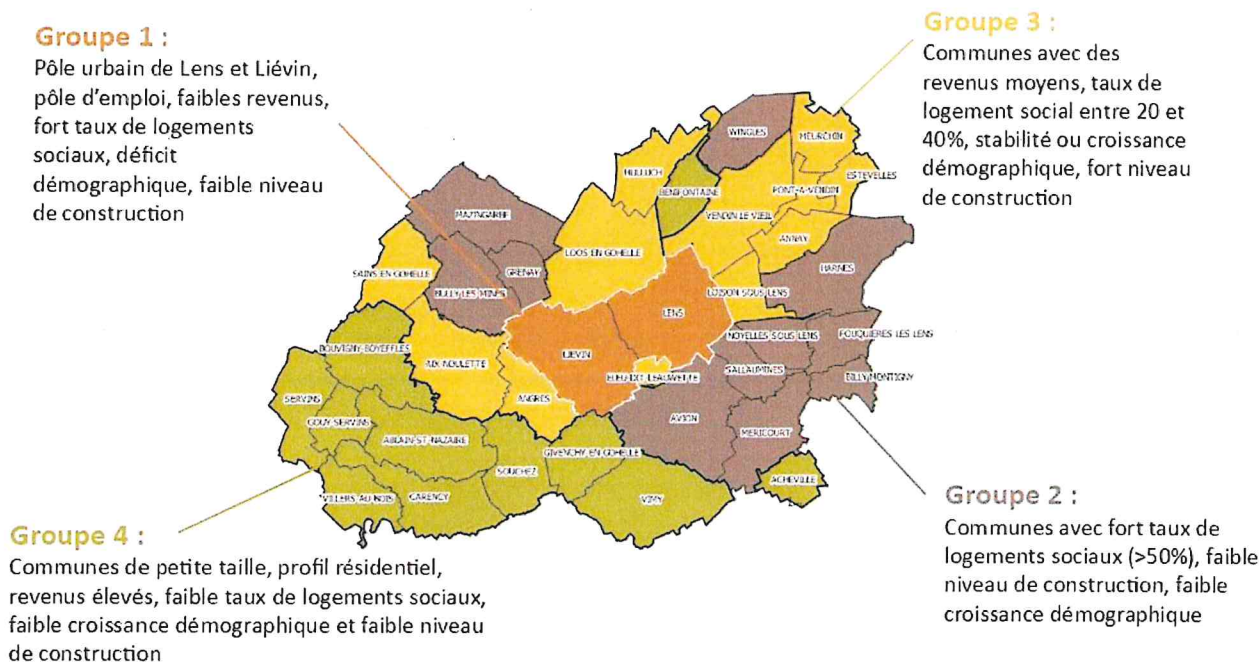 Groupe 1 :
Pôle urbain de Lens et Liévin,
pôle d'emploi, faibles revenus,
fort taux de logements
sociaux, déficit
démographique, faible niveau
de construction
Groupe 3 :
Communes avec des
revenus moyens, taux de
logement social entre 20 et
40%, stabilité ou croissance
démographique, fort niveau
de construction
WINGLES
MEURCHIN
HULLUCH
BENIFONTAINE
ESTEVELLES
PONT-A-VENDIN
VENDIN LE VIEIL
MAZINGARBE
ANNAY
LOOS EN GOHELLE
GRENAY
HARNES
SAINS EN GOHELLE
BULLY LES MINES
LOISON SOUS LENS
LENS
NOYELLES SOUS LENS
FOUQUIERES LES LENS
BOUVIGNY BOYEFFLES
LIEVIN
AIX NOULETTE
SALLAUMINES
ELEU DIT LEAUWETTE
BILLY MONTIGNY
SERVINS
ANGRES
AVION
GOUY SERVINS
MERICOURT
ABLAIN ST-NAZAIRE
GIVENCHY EN GOHELLE
SOUCHEZ
ACHEVILLE
VILLERS AU BOIS
CARENCY
VIMY
Groupe 4 :
Communes de petite taille, profil résidentiel,
revenus élevés, faible taux de logements sociaux,
faible croissance démographique et faible niveau
de construction
Groupe 2 :
Communes avec fort taux de
logements sociaux (>50%), faible
niveau de construction, faible
croissance démographique